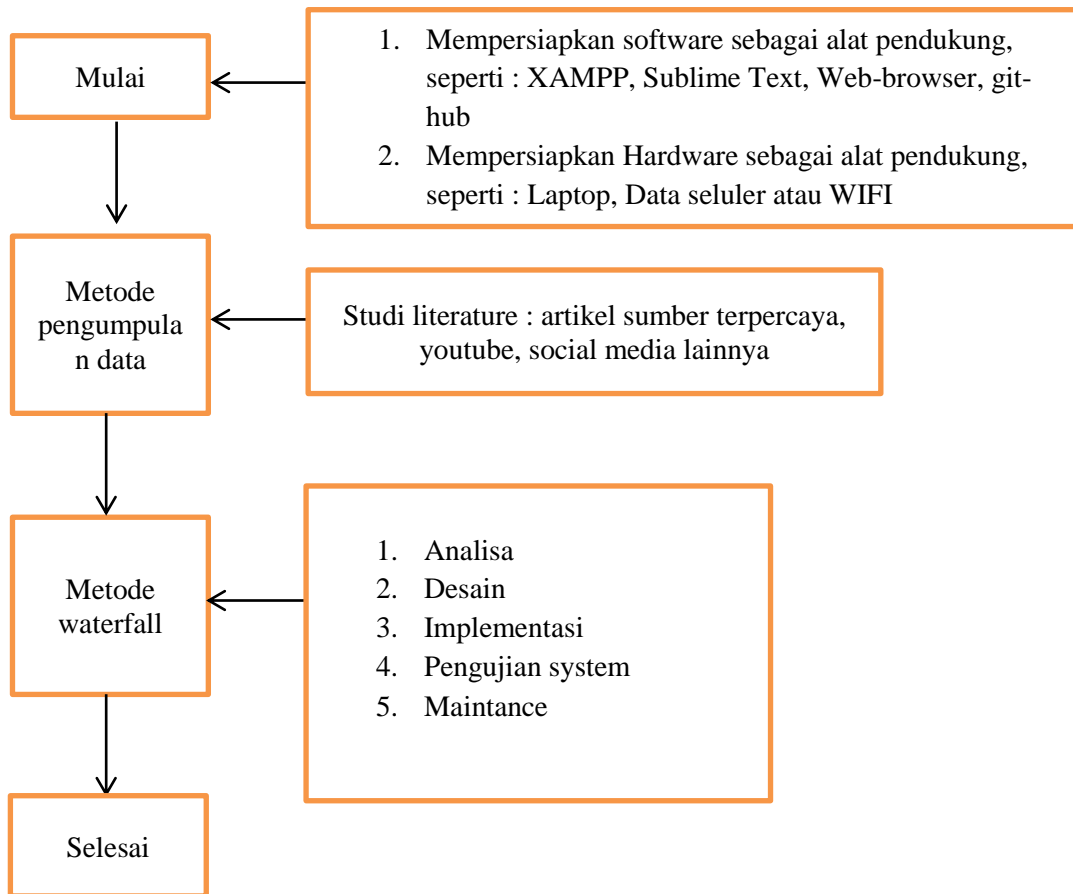 Mulai
1. Mempersiapkan software sebagai alat pendukung,
seperti : XAMPP, Sublime Text, Web-browser, git-
hub
2. Mempersiapkan Hardware sebagai alat pendukung,
seperti : Laptop, Data seluler atau WIFI
Metode
pengumpula
n data
Studi literature : artikel sumber terpercaya,
youtube, social media lainnya
Metode
waterfall
1. Analisa
2. Desain
3. Implementasi
4. Pengujian system
5. Maintance
Selesai